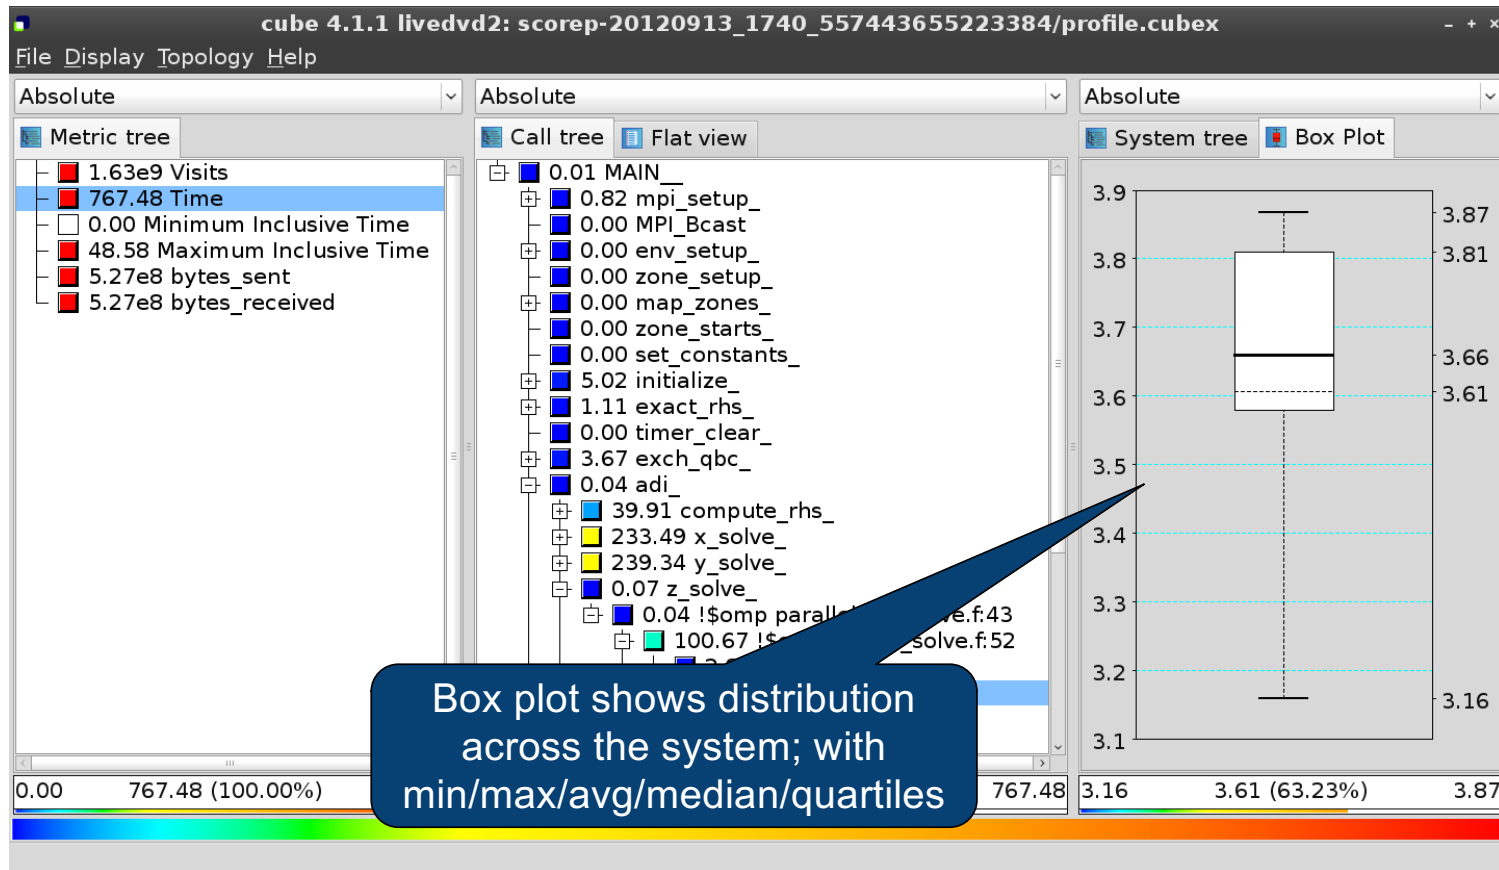 cube 4.1.1 livedvd2: scorep-20120913_1740_557443655223384/profile.cubex
File Display Topology Help
Absolute
Metric tree
1.63e9 Visits
767.48 Time
0.00 Minimum Inclusive Time
48.58 Maximum Inclusive Time
5.27e8 bytes_sent
5.27e8 bytes_received
0.00 767.48 (100.00%)
Absolute
Call tree Flat view
0.01 MAIN__
0.82 mpi_setup_
0.00 MPI_Bcast
0.00 env_setup_
0.00 zone_setup_
0.00 map_zones_
0.00 zone_starts_
0.00 set_constants_
5.02 initialize_
1.11 exact_rhs_
0.00 timer_clear_
3.67 exch_qbc_
0.04 adi_
39.91 compute_rhs_
233.49 x_solve_
239.34 y_solve_
0.07 z_solve_
0.04 !$omp ve.f:43
100.67 solve.f:52
767.48
Box plot shows distribution
across the system; with
min/max/avg/median/quartiles
Absolute
System tree Box Plot
3.9
3.87
3.81
3.8
3.7
3.66
3.61
3.6
3.5
3.4
3.3
3.2
3.16
3.1
3.16 3.61 (63.23%) 3.87